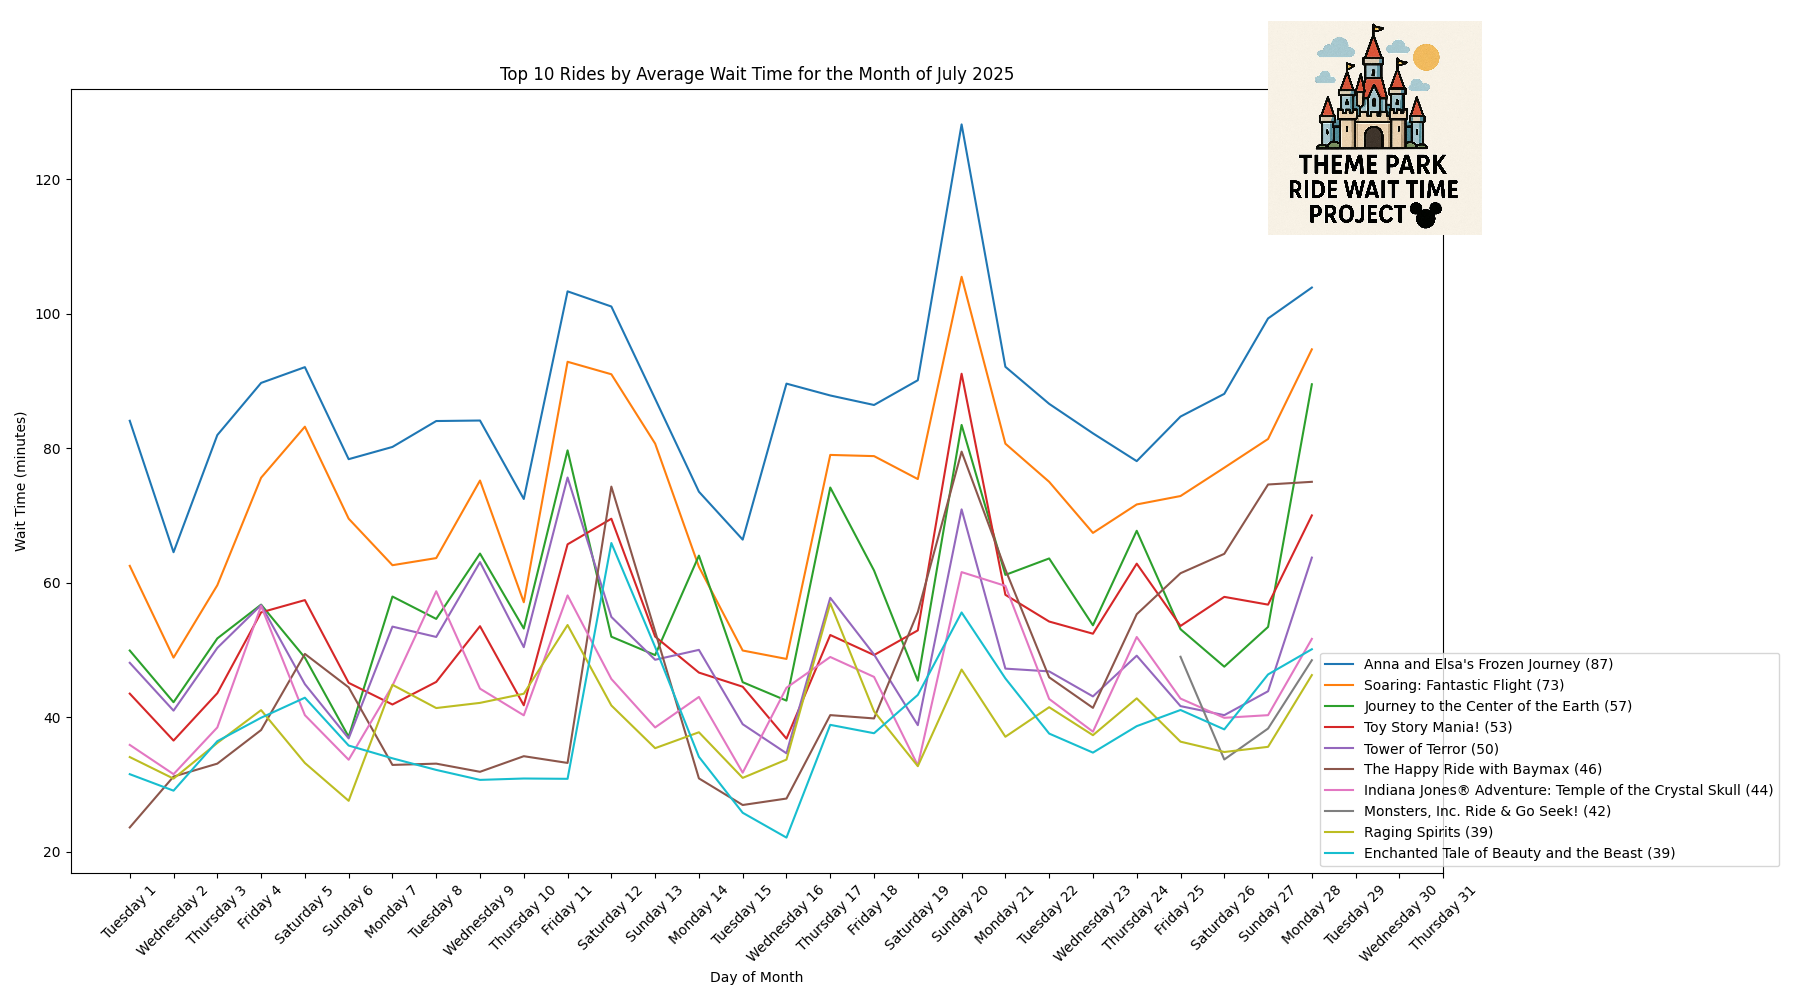 Top 10 Rides by Average Wait Time for the Month of July 2025
THEME PARK
RIDE WAIT TIME
PROJECT
Wait Time (minutes)
120
100
80
60
40
20
Anna and Elsa's Frozen Journey (87)
Soaring: Fantastic Flight (73)
Journey to the Center of the Earth (57)
Toy Story Mania! (53)
Tower of Terror (50)
The Happy Ride with Baymax (46)
Indiana Jones® Adventure: Temple of the Crystal Skull (44)
Monsters, Inc. Ride & Go Seek! (42)
Raging Spirits (39)
Enchanted Tale of Beauty and the Beast (39)
Tuesday 1
Wednesday 2
Thursday 3
Friday 4
Saturday 5
Sunday 6
Monday 7
Tuesday 8
Wednesday 9
Thursday 10
Friday 11
Saturday 12
Sunday 13
Monday 14
Tuesday 15
Wednesday 16
Thursday 17
Friday 18
Saturday 19
Sunday 20
Monday 21
Tuesday 22
Wednesday 23
Thursday 24
Friday 25
Saturday 26
Sunday 27
Monday 28
Tuesday 29
Wednesday 30
Thursday 31
Day of Month